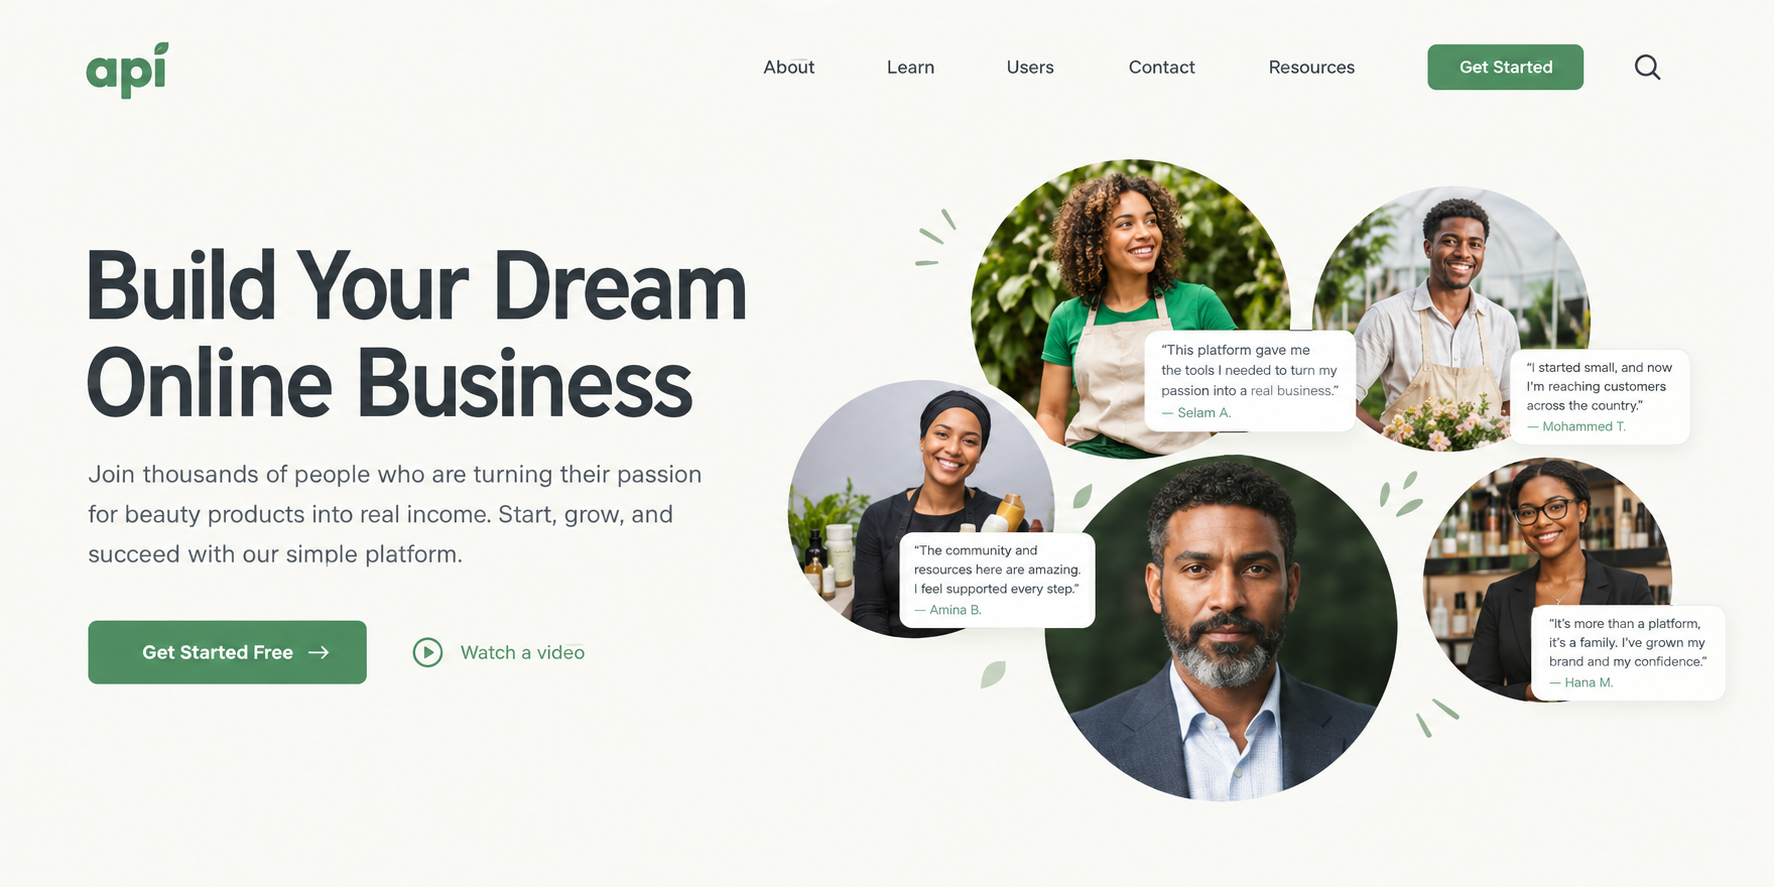 api
About
Learn
Users
Contact
Resources
Get Started
Build Your Dream
Online Business
Join thousands of people who are turning their passion
for beauty products into real income. Start, grow, and
succeed with our simple platform.
Get Started Free →
Watch a video
“This platform gave me
the tools I needed to turn my
passion into a real business.”
— Selam A.
“I started small, and now
I’m reaching customers
across the country.”
— Mohammed T.
“The community and
resources here are amazing.
I feel supported every step.”
— Amina B.
“It’s more than a platform,
it’s a family. I’ve grown my
brand and my confidence.”
— Hana M.